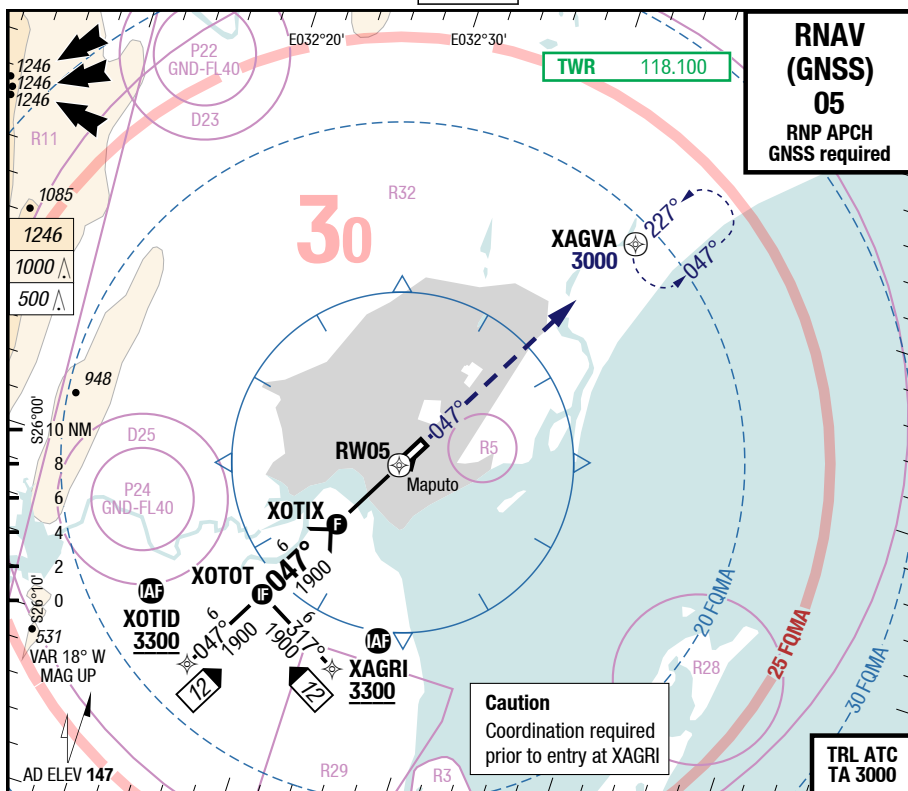 RNAV
(GNSS)
05
RNP APCH
GNSS required
TWR 118.100
E032°20'
E032°30'
P22
GND-FL40
D23
1246
1246
1246
R11
R32
1085
1246
1000
500
30
XAGVA
3000
227°
047°
948
S26°00'
10 NM
8
6
4
2
0
S26°10'
D25
P24
GND-FL40
047°
R5
RW05
Maputo
XOTIX
F
6
047°
1900
XOTOT
IF
IAF
XOTID
3300
6
047°
1900
6
317°
1900
IAF
XAGRI
3300
12
12
531
VAR 18° W
MAG UP
AD ELEV 147
R29
R3
R28
20 FQMA
25 FQMA
30 FQMA
Caution
Coordination required
prior to entry at XAGRI
TRL ATC
TA 3000